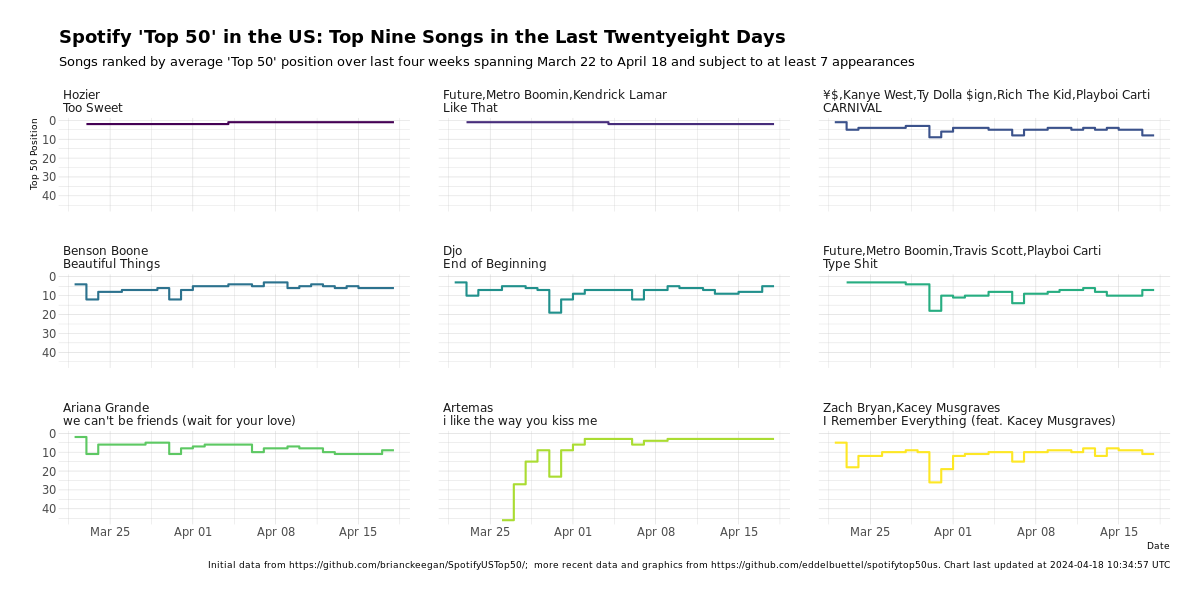 Spotify 'Top 50' in the US: Top Nine Songs in the Last Twentyeight Days
Songs ranked by average 'Top 50' position over last four weeks spanning March 22 to April 18 and subject to at least 7 appearances
Hozier
Too Sweet
Future,Metro Boomin,Kendrick Lamar
Like That
¥$,Kanye West,Ty Dolla $ign,Rich The Kid,Playboi Carti
CARNIVAL
Top 50 Position
0
10
20
30
40
Benson Boone
Beautiful Things
Djo
End of Beginning
Future,Metro Boomin,Travis Scott,Playboi Carti
Type Shit
0
10
20
30
40
Ariana Grande
we can't be friends (wait for your love)
Artemas
i like the way you kiss me
Zach Bryan,Kacey Musgraves
I Remember Everything (feat. Kacey Musgraves)
0
10
20
30
40
Mar 25 Apr 01 Apr 08 Apr 15
Mar 25 Apr 01 Apr 08 Apr 15
Mar 25 Apr 01 Apr 08 Apr 15
Date
Initial data from https://github.com/brianckeegan/SpotifyUSTop50/;  more recent data and graphics from https://github.com/eddelbuettel/spotifytop50us. Chart last updated at 2024-04-18 10:34:57 UTC